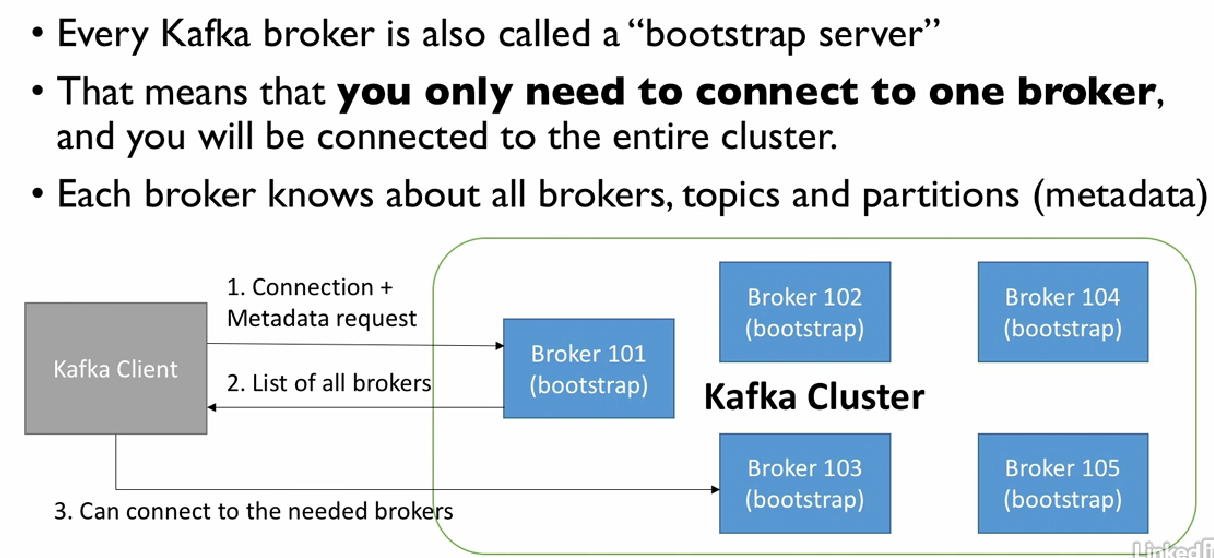 • Every Kafka broker is also called a “bootstrap server”
• That means that you only need to connect to one broker,
and you will be connected to the entire cluster.
• Each broker knows about all brokers, topics and partitions (metadata)
Kafka Client
1. Connection +
Metadata request
2. List of all brokers
3. Can connect to the needed brokers
Broker 101
(bootstrap)
Broker 102
(bootstrap)
Broker 104
(bootstrap)
Kafka Cluster
Broker 103
(bootstrap)
Broker 105
(bootstrap)